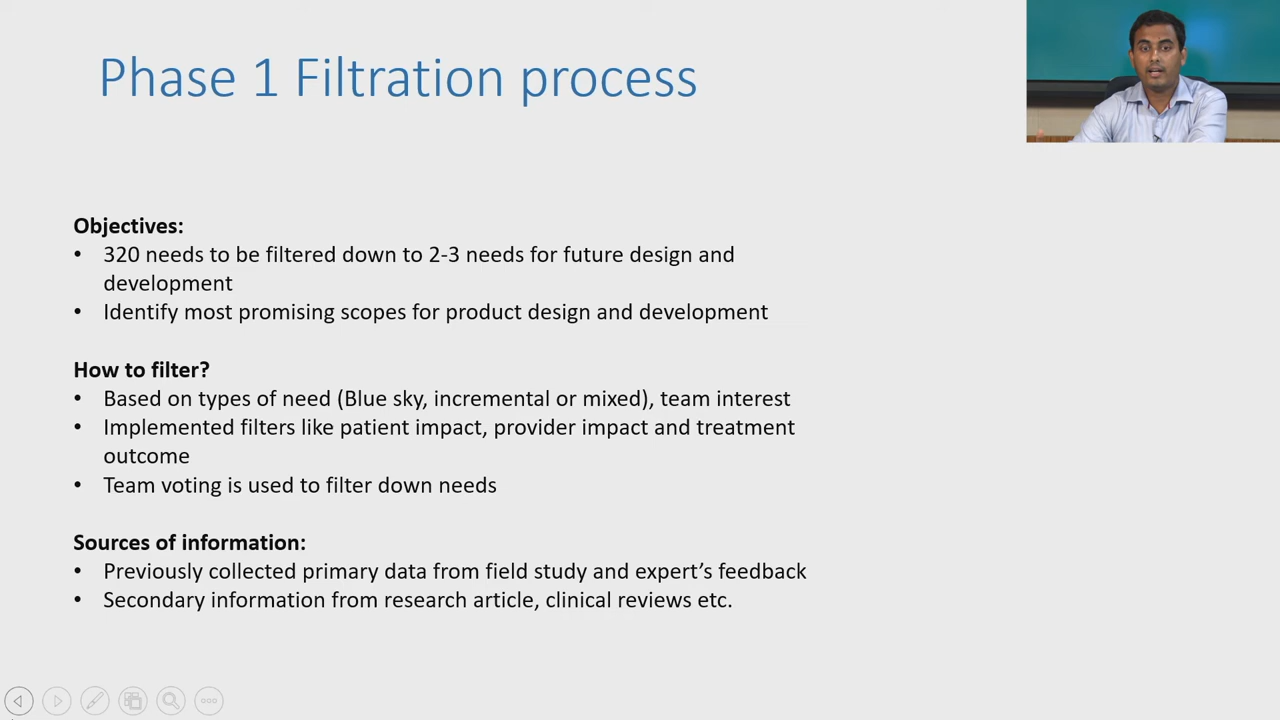 Phase 1 Filtration process
Objectives:
• 320 needs to be filtered down to 2-3 needs for future design and
development
• Identify most promising scopes for product design and development
How to filter?
• Based on types of need (Blue sky, incremental or mixed), team interest
• Implemented filters like patient impact, provider impact and treatment
outcome
• Team voting is used to filter down needs
Sources of information:
• Previously collected primary data from field study and expert’s feedback
• Secondary information from research article, clinical reviews etc.